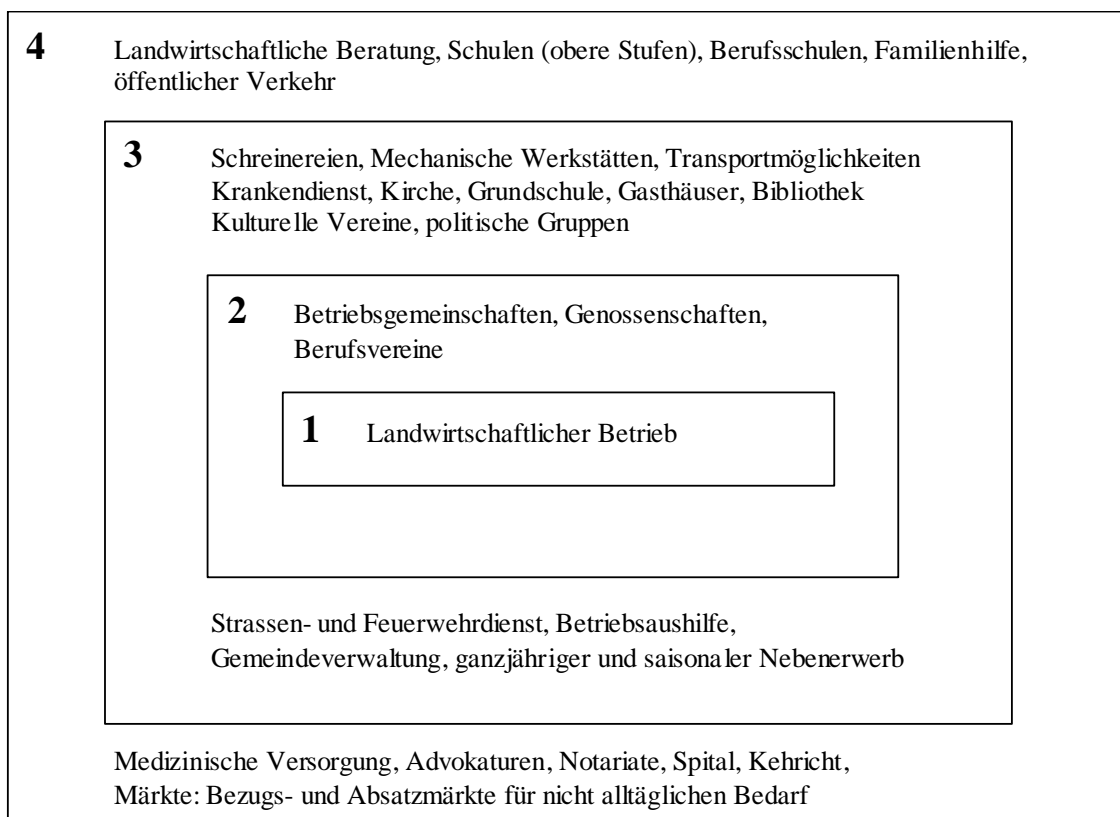 4 Landwirtschaftliche Beratung, Schulen (obere Stufen), Berufsschulen, Familienhilfe,
öffentlicher Verkehr
3 Schreinereien, Mechanische Werkstätten, Transportmöglichkeiten
Krankendienst, Kirche, Grundschule, Gasthäuser, Bibliothek
Kulturelle Vereine, politische Gruppen
2 Betriebsgemeinschaften, Genossenschaften,
Berufsvereine
1 Landwirtschaftlicher Betrieb
Strassen- und Feuerwehrdienst, Betriebsaushilfe,
Gemeindeverwaltung, ganzjähriger und saisonaler Nebenerwerb
Medizinische Versorgung, Advokaturen, Notariate, Spital, Kehricht,
Märkte: Bezugs- und Absatzmärkte für nicht alltäglichen Bedarf